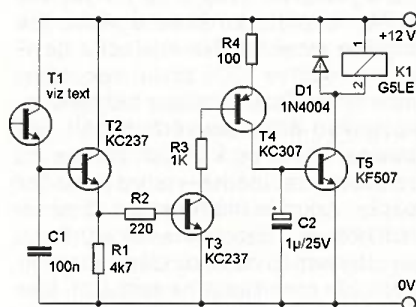 R4
100
1
+12 V
T1
viz text
D1
1N4004
K1
G5LE
2
T2
KC237
R3
1K
T4
KC307
T5
KF507
R2
220
C1
100n
R1
4k7
T3
KC237
+
C2
1µ/25V
0V